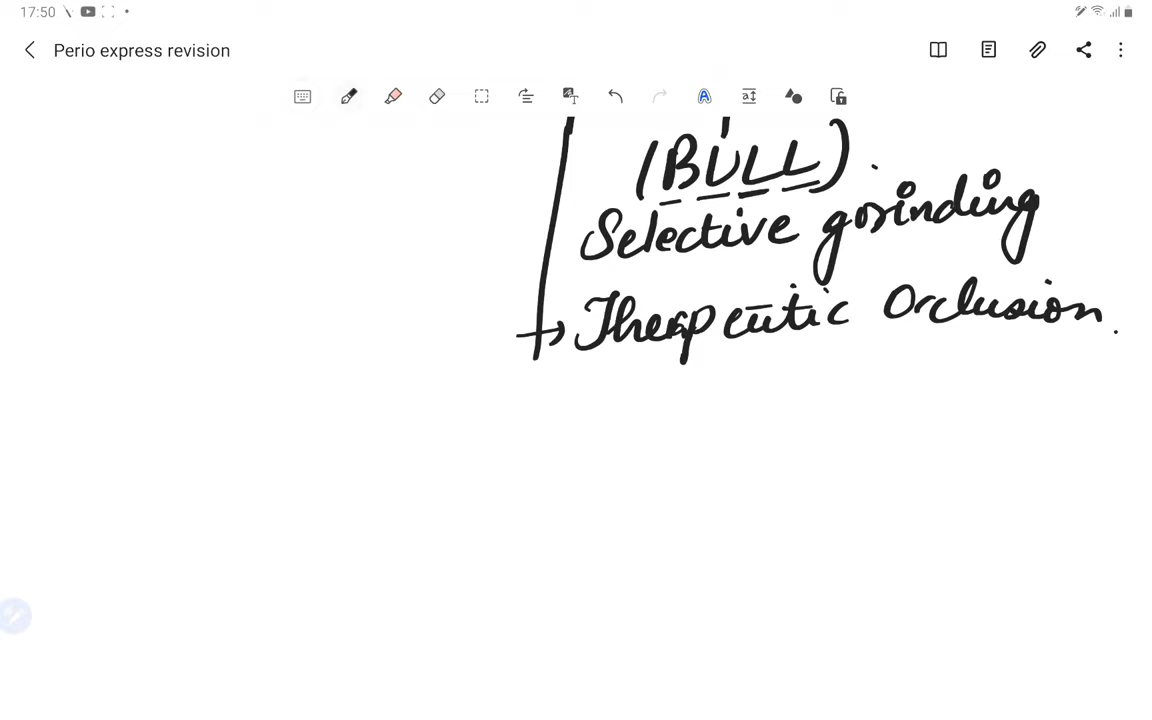 17:50
Perio express revision
(BULL).
Selective grinding
Therapeutic Occlusion.